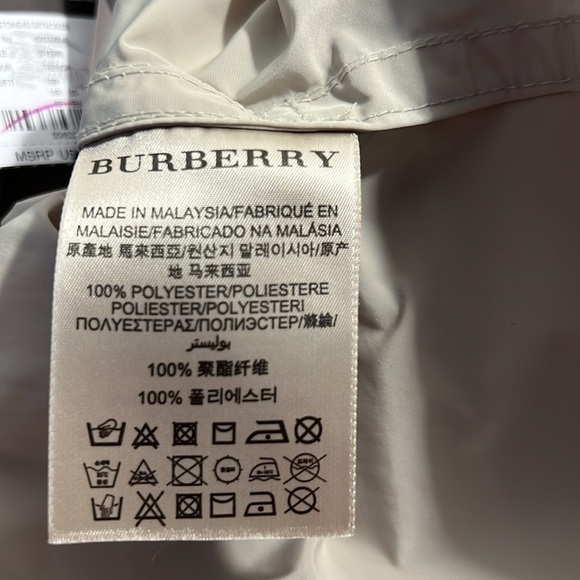 MSRP
BURBERRY
MADE IN MALAYSIA/FABRIQUÉ EN
MALAISIE/FABRICADO NA MALÁSIA
原產地 馬來西亞/원산지 말레이시아/原产
地 马来西亚
100% POLYESTER/POLIESTERE
POLIESTER/POLYESTERI
ΠΟΛΥΕΣΤΕΡΑΣ/ПОЛИЭСТЕР/滌綸/
بوليستر
100% 聚酯纤维
100% 폴리에스터